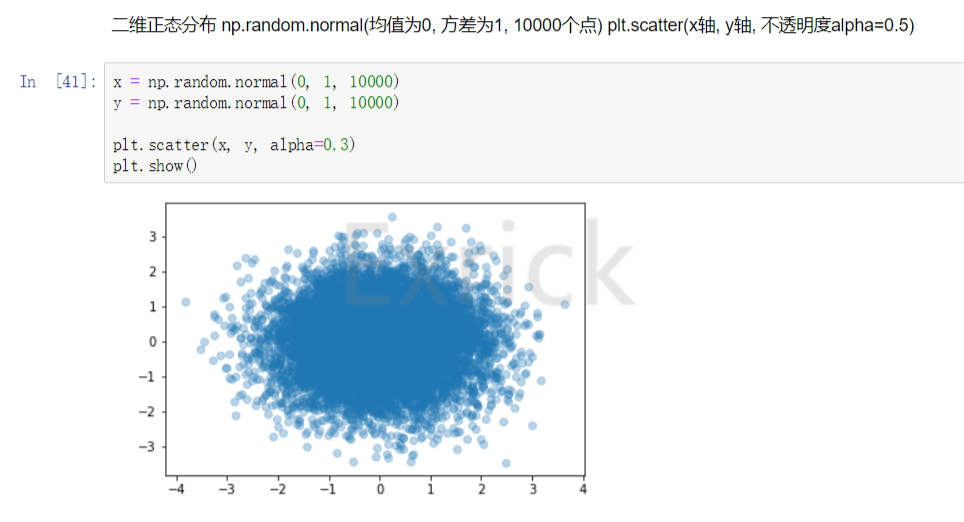 二维正态分布 np.random.normal(均值为0, 方差为1, 10000个点) plt.scatter(x轴, y轴, 不透明度alpha=0.5)
In [41]:
x = np.random.normal(0, 1, 10000)
y = np.random.normal(0, 1, 10000)
plt.scatter(x, y, alpha=0.3)
plt.show()
Exrick
3
2
1
0
−1
−2
−3
−4 −3 −2 −1 0 1 2 3 4